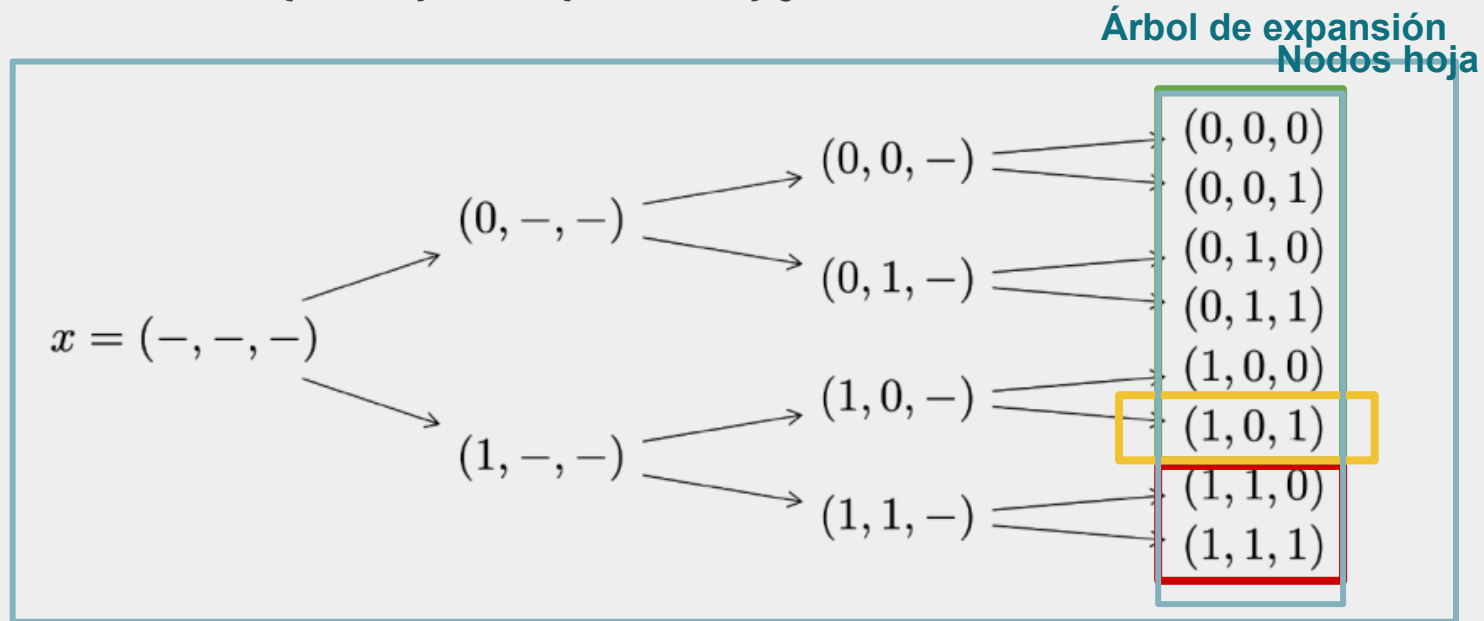 Árbol de expansión
Nodos hoja
(0, 0, 0)
(0, 0, −)
(0, 0, 1)
(0, −, −)
(0, 1, 0)
(0, 1, −)
(0, 1, 1)
x = (−, −, −)
(1, 0, 0)
(1, 0, −)
(1, 0, 1)
(1, −, −)
(1, 1, 0)
(1, 1, −)
(1, 1, 1)